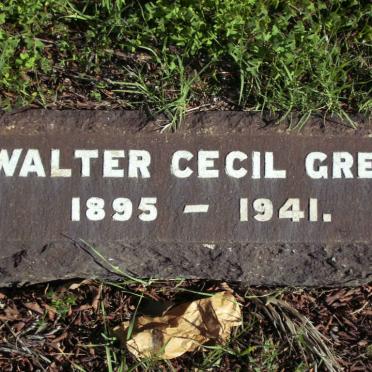 WALTER CECIL GRE
1895 - 1941.